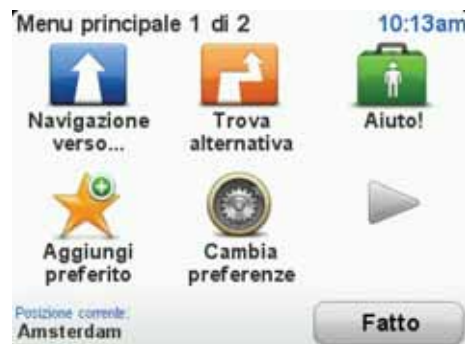 Menu principale 1 di 2
10:13am
Navigazione
verso...
Trova
alternativa
Aiuto!
Aggiungi
preferito
Cambia
preferenze
Posizione corrente:
Amsterdam
Fatto